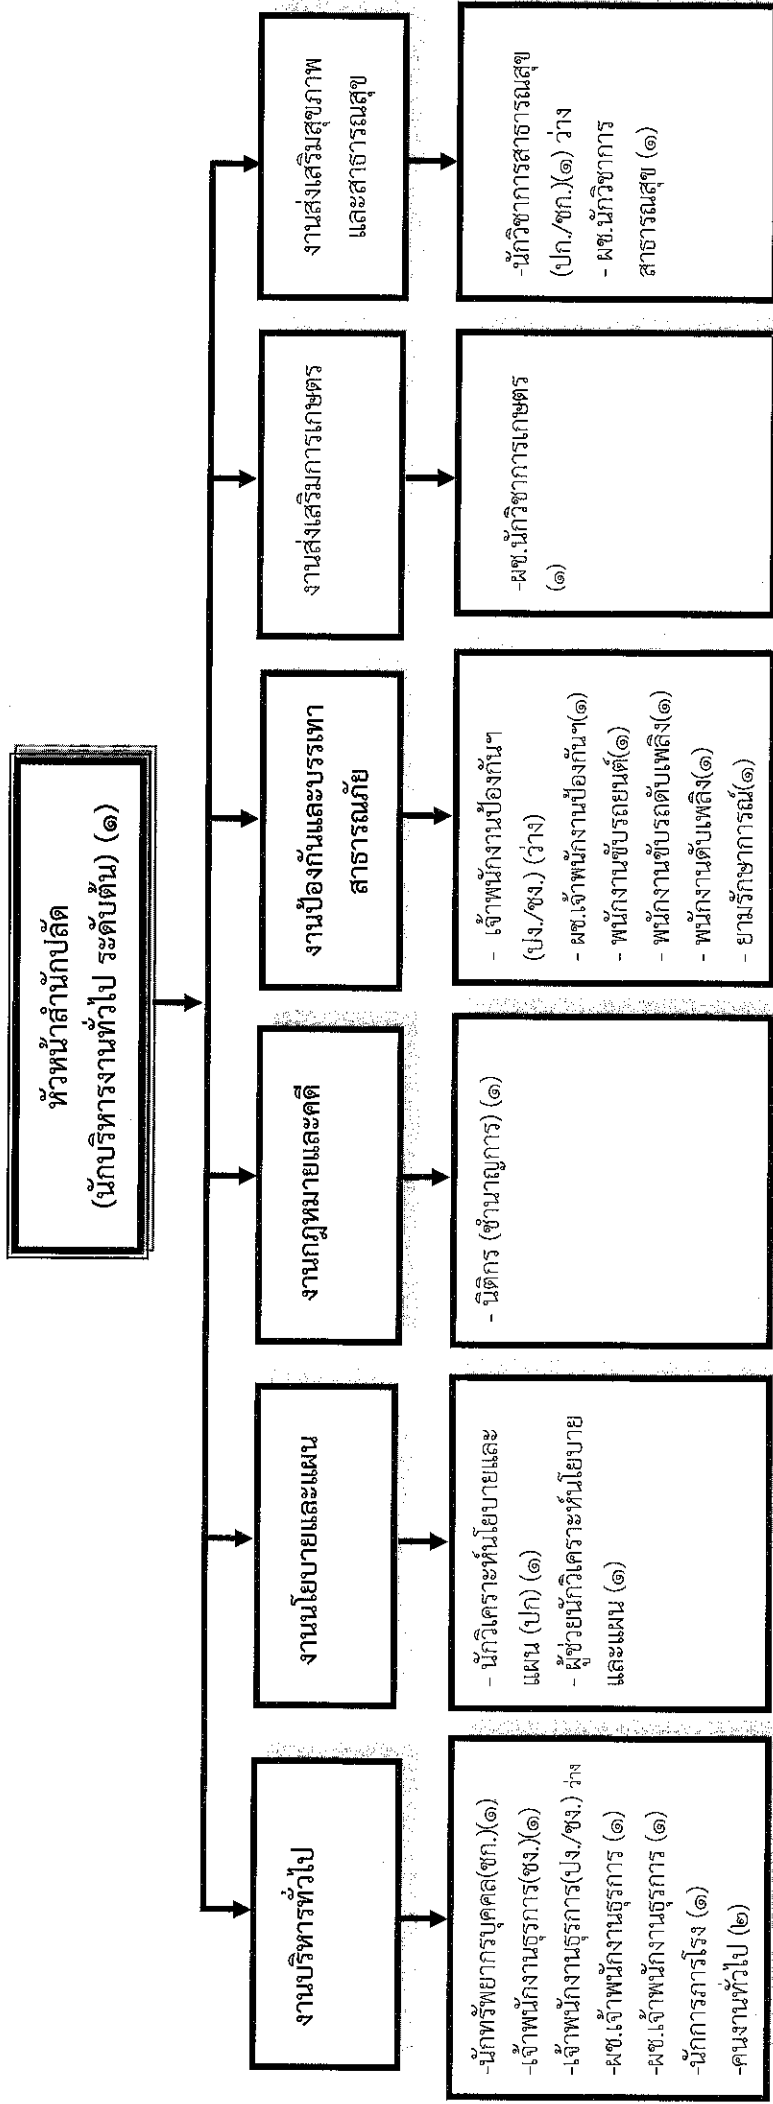 หัวหน้าสำนักปลัด
(นักบริหารงานทั่วไป ระดับต้น) (๑)
งานบริหารทั่วไป
-นักทรัพยากรบุคคล(ชก.)(๑)
-เจ้าพนักงานธุรการ(ชง.)(๑)
-เจ้าพนักงานธุรการ(ปง./ชง.) ว่าง
-ผช.เจ้าพนักงานธุรการ (๑)
-ผช.เจ้าพนักงานธุรการ (๑)
-นักการภารโรง (๑)
-คนงานทั่วไป (๒)
งานนโยบายและแผน
- นักวิเคราะห์นโยบายและ
แผน (ปก) (๑)
- ผู้ช่วยนักวิเคราะห์นโยบาย
และแผน (๑)
งานกฎหมายและคดี
- นิติกร (ชำนาญการ) (๑)
งานป้องกันและบรรเทา
สาธารณภัย
- เจ้าพนักงานป้องกันฯ
(ปง./ชง.) (ว่าง)
- ผช.เจ้าพนักงานป้องกันฯ(๑)
- พนักงานขับรถยนต์(๑)
- พนักงานขับรถดับเพลิง(๑)
- พนักงานดับเพลิง(๑)
- ยามรักษาการณ์(๑)
งานส่งเสริมการเกษตร
-ผช.นักวิชาการเกษตร
(๑)
งานส่งเสริมสุขภาพ
และสาธารณสุข
-นักวิชาการสาธารณสุข
(ปก./ชก.)(๑) ว่าง
- ผช.นักวิชาการ
สาธารณสุข (๑)